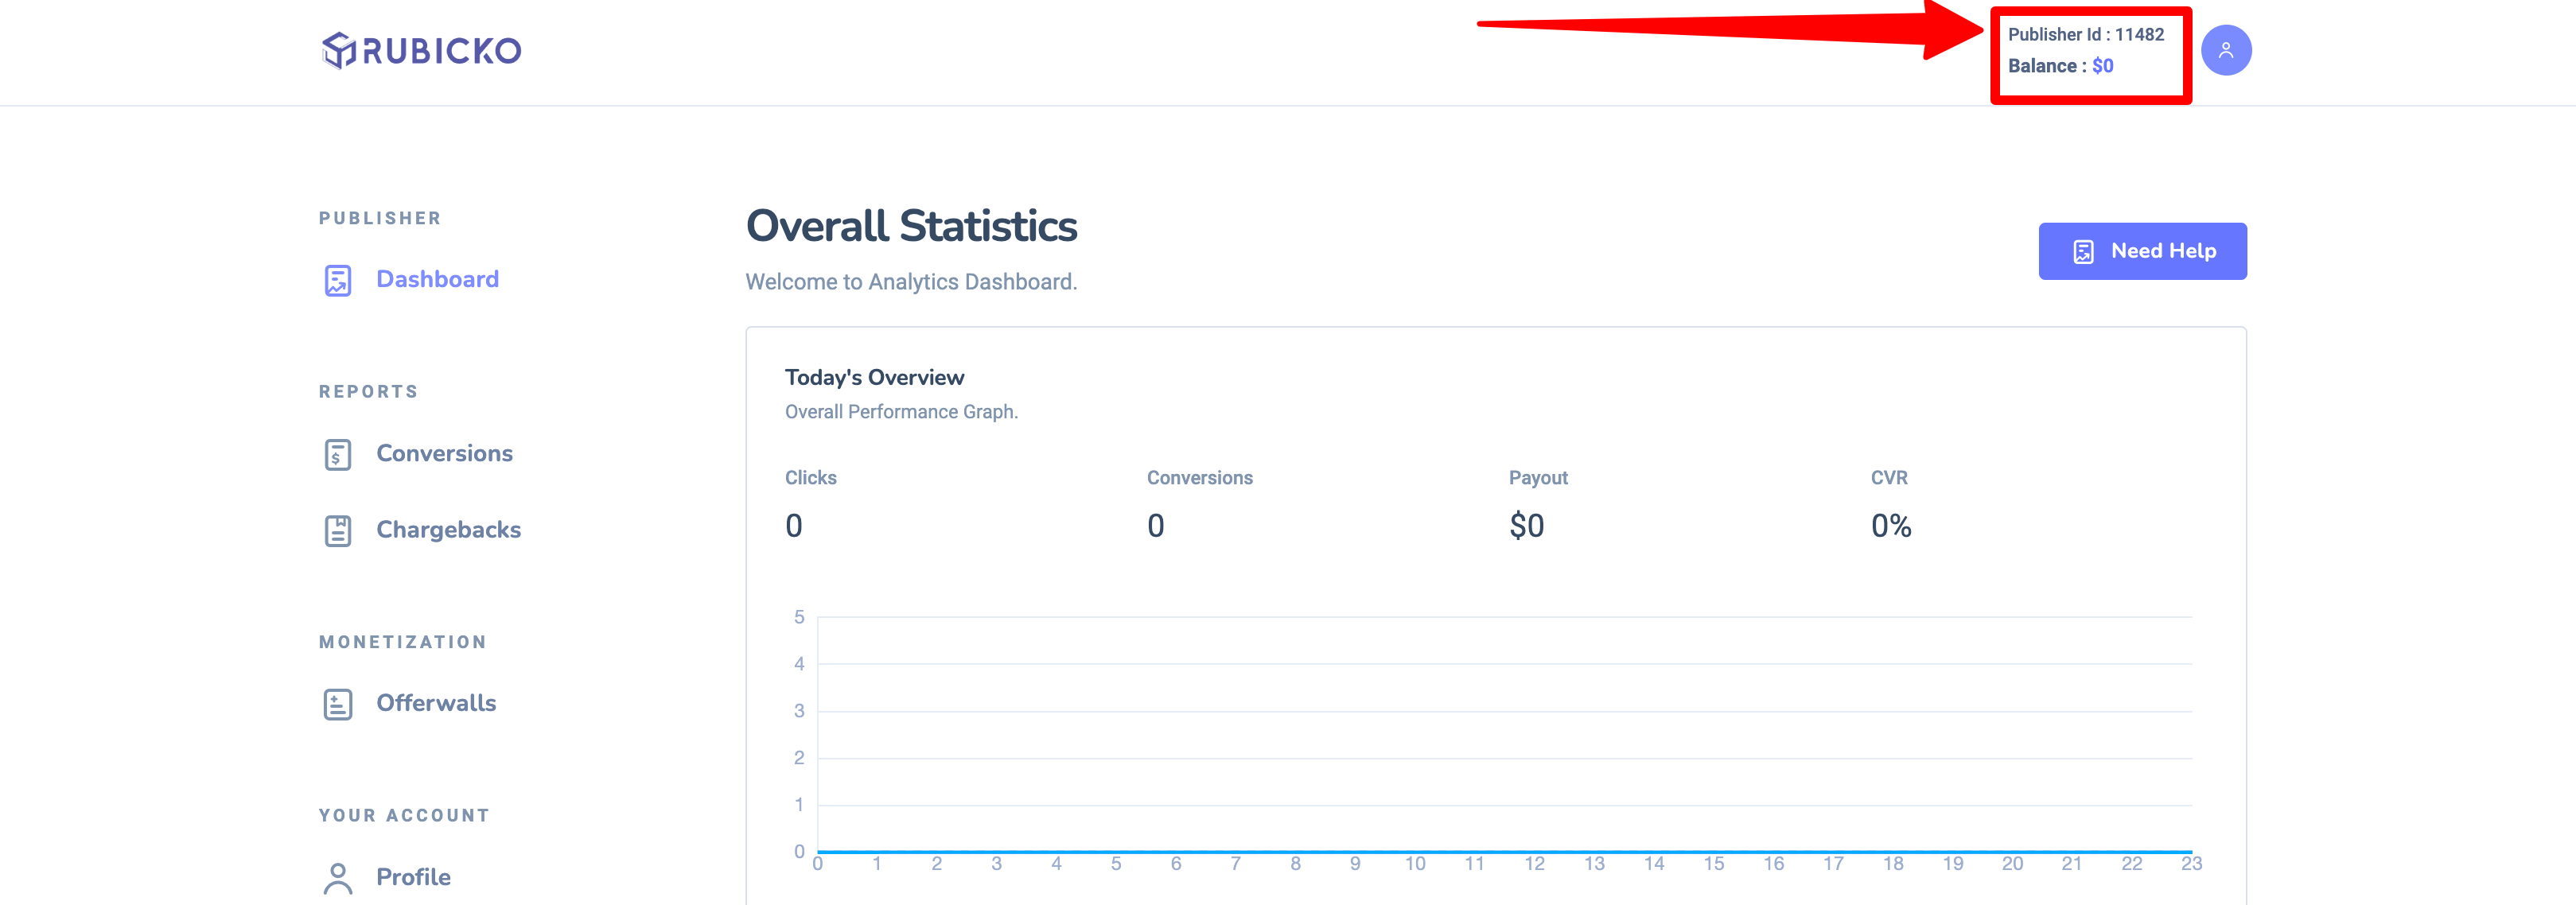 RUBICKO
Publisher Id : 11482
Balance : $0
PUBLISHER
Dashboard
REPORTS
Conversions
Chargebacks
MONETIZATION
Offerwalls
YOUR ACCOUNT
Profile
Overall Statistics
Welcome to Analytics Dashboard.
Need Help
Today's Overview
Overall Performance Graph.
Clicks Conversions Payout CVR
0 0 $0 0%
5
4
3
2
1
0
0 1 2 3 4 5 6 7 8 9 10 11 12 13 14 15 16 17 18 19 20 21 22 23